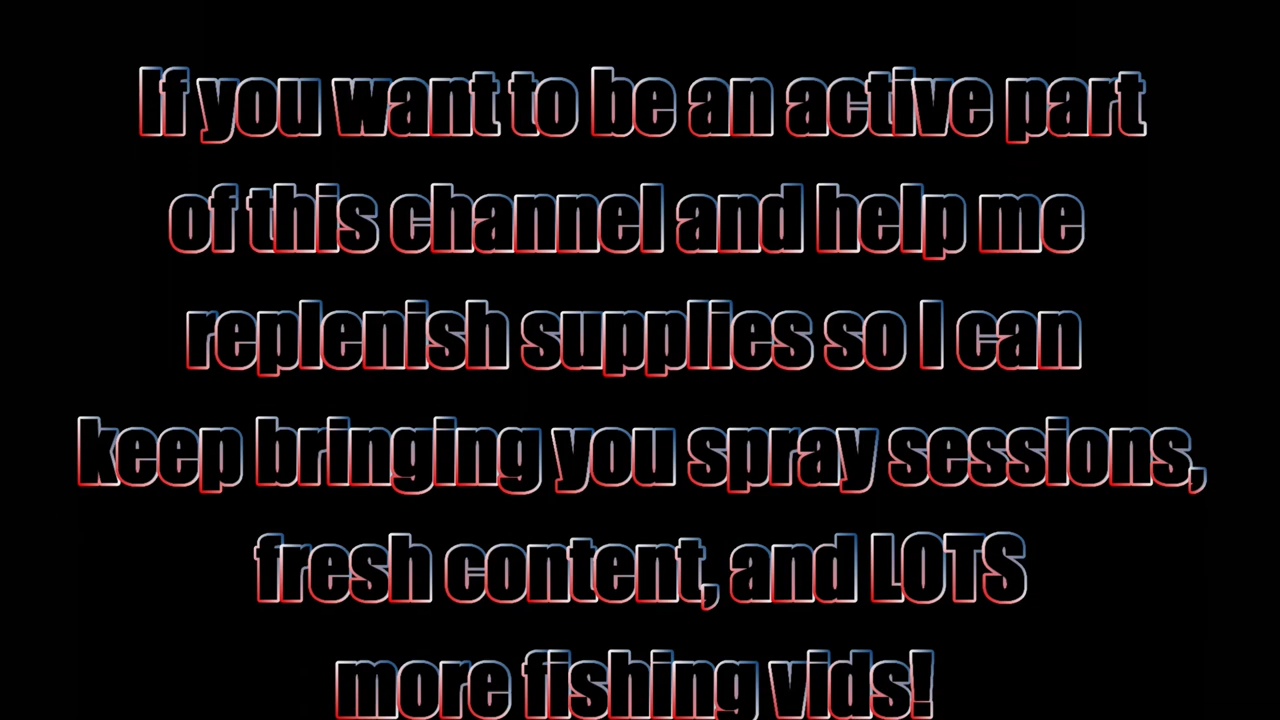 If you want to be an active part
of this channel and help me
replenish supplies so I can
keep bringing you spray sessions,
fresh content, and LOTS
more fishing vids!